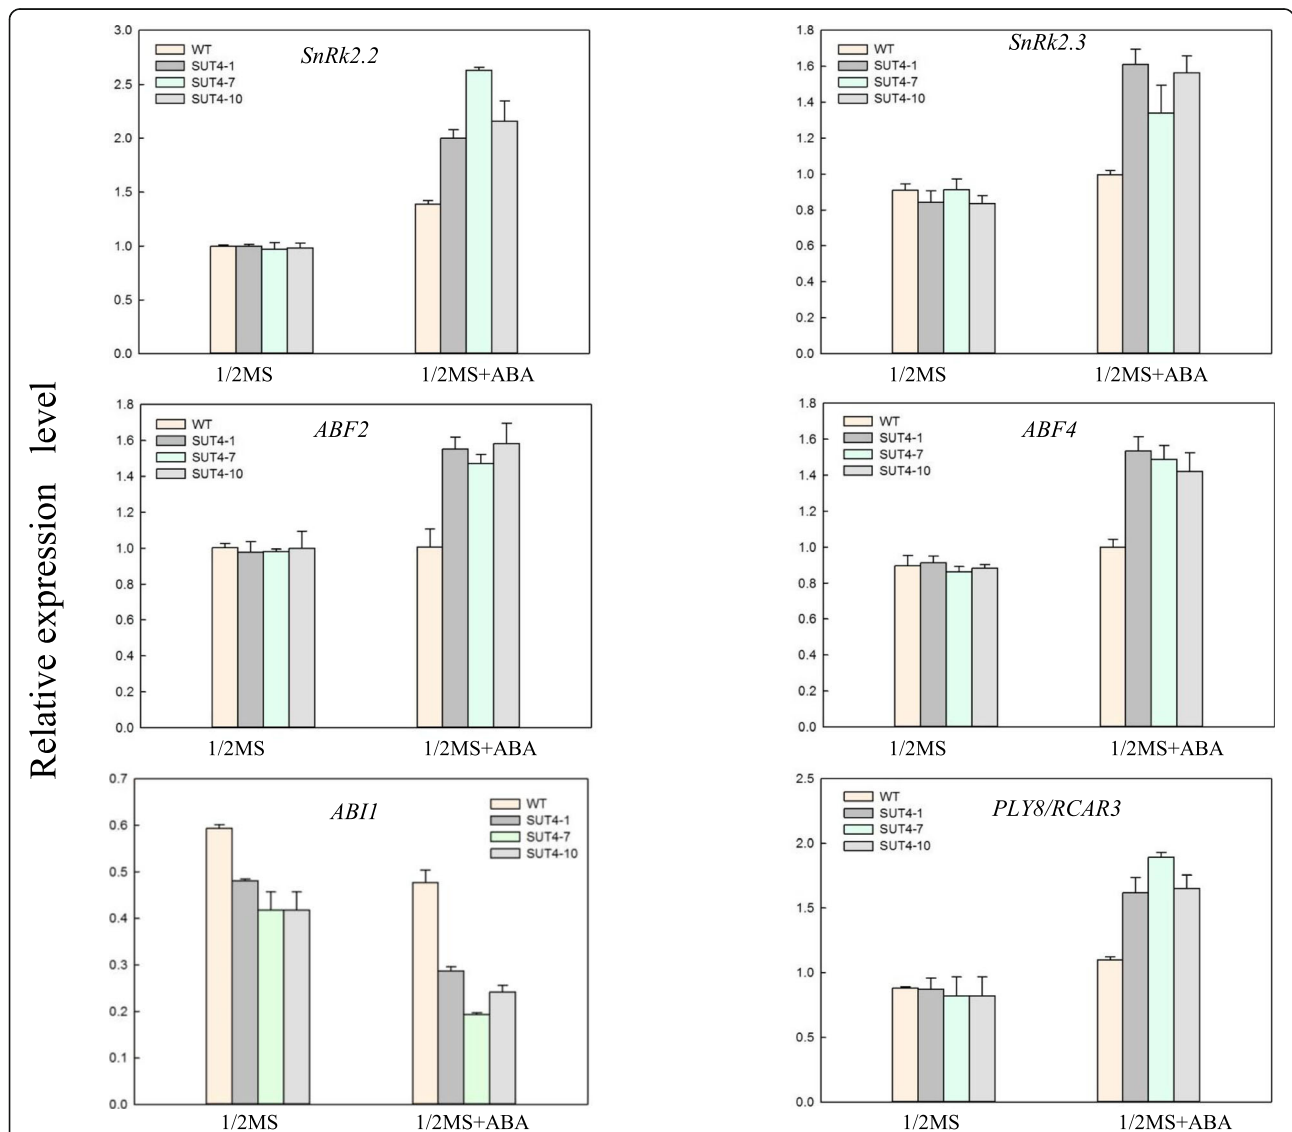 Relative expression level
3.0
2.5
2.0
1.5
1.0
0.5
0.0
WT
SUT4-1
SUT4-7
SUT4-10
SnRk2.2
1/2MS
1/2MS+ABA
1.8
1.6
1.4
1.2
1.0
0.8
0.6
0.4
0.2
0.0
WT
SUT4-1
SUT4-7
SUT4-10
SnRk2.3
1/2MS
1/2MS+ABA
1.8
1.6
1.4
1.2
1.0
0.8
0.6
0.4
0.2
0.0
WT
SUT4-1
SUT4-7
SUT4-10
ABF2
1/2MS
1/2MS+ABA
1.8
1.6
1.4
1.2
1.0
0.8
0.6
0.4
0.2
0.0
WT
SUT4-1
SUT4-7
SUT4-10
ABF4
1/2MS
1/2MS+ABA
0.7
0.6
0.5
0.4
0.3
0.2
0.1
0.0
ABI1
WT
SUT4-1
SUT4-7
SUT4-10
1/2MS
1/2MS+ABA
2.5
2.0
1.5
1.0
0.5
0.0
WT
SUT4-1
SUT4-7
SUT4-10
PLY8/RCAR3
1/2MS
1/2MS+ABA